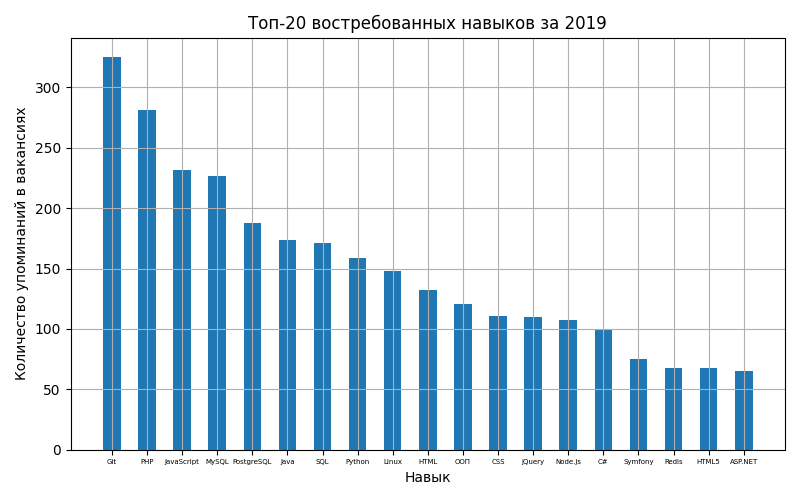 Топ-20 востребованных навыков за 2019
Количество упоминаний в вакансиях
300
250
200
150
100
50
0
Git PHP JavaScript MySQL PostgreSQL Java SQL Python Linux HTML ООП CSS jQuery Node.js C# Symfony Redis HTML5 ASP.NET
Навык